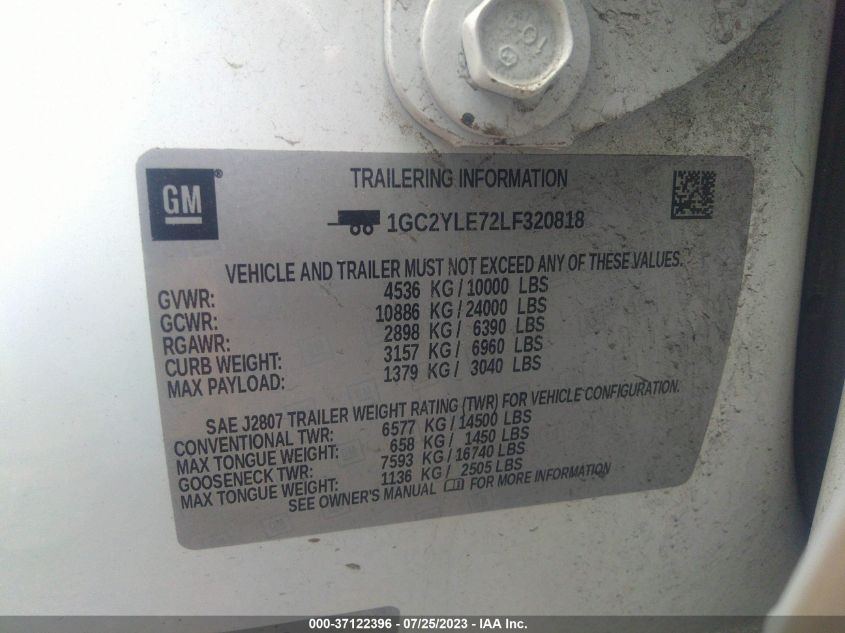 GM ®
TRAILERING INFORMATION
1GC2YLE72LF320818
VEHICLE AND TRAILER MUST NOT EXCEED ANY OF THESE VALUES.
GVWR: 4536 KG / 10000 LBS
GCWR: 10886 KG / 24000 LBS
RGAWR: 2898 KG / 6390 LBS
CURB WEIGHT: 3157 KG / 6960 LBS
MAX PAYLOAD: 1379 KG / 3040 LBS
SAE J2807 TRAILER WEIGHT RATING (TWR) FOR VEHICLE CONFIGURATION.
CONVENTIONAL TWR: 6577 KG / 14500 LBS
MAX TONGUE WEIGHT: 658 KG / 1450 LBS
GOOSENECK TWR: 7593 KG / 16740 LBS
MAX TONGUE WEIGHT: 1136 KG / 2505 LBS
SEE OWNER'S MANUAL FOR MORE INFORMATION
000-37122396 - 07/25/2023 - IAA Inc.